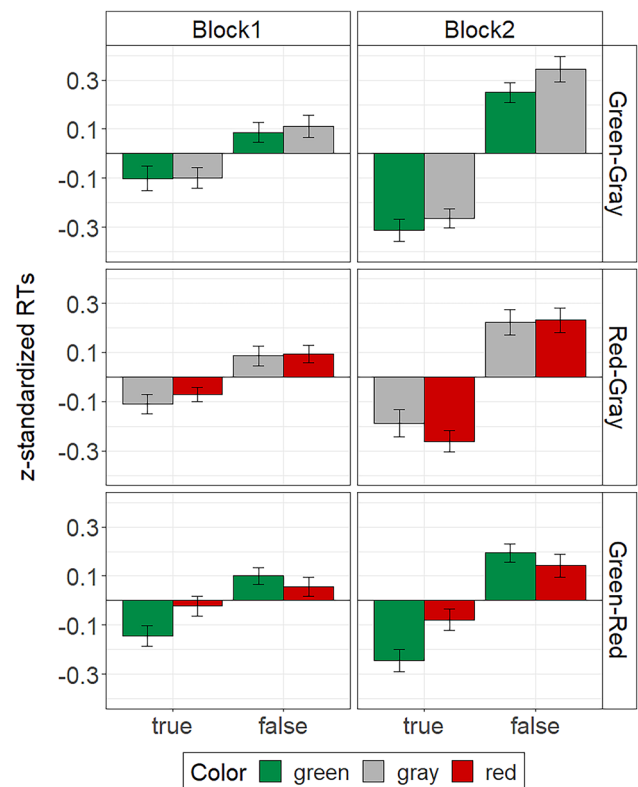 Block1 Block2
z-standardized RTs
0.3
0.1
-0.1
-0.3
Green-Gray
0.3
0.1
-0.1
-0.3
Red-Gray
0.3
0.1
-0.1
-0.3
Green-Red
true false true false
Color green gray red